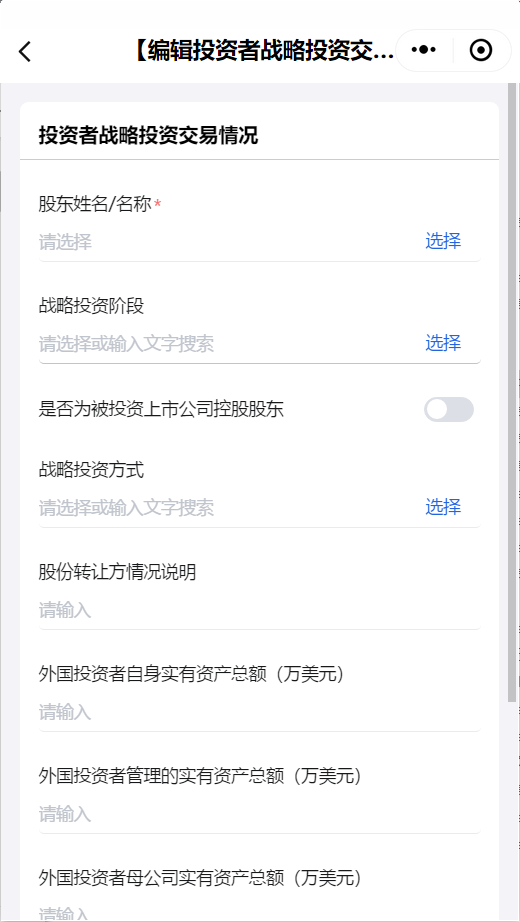 【编辑投资者战略投资交...
投资者战略投资交易情况
股东姓名/名称*
请选择
选择
战略投资阶段
请选择或输入文字搜索
选择
是否为被投资上市公司控股股东
战略投资方式
请选择或输入文字搜索
选择
股份转让方情况说明
请输入
外国投资者自身实有资产总额（万美元）
请输入
外国投资者管理的实有资产总额（万美元）
请输入
外国投资者母公司实有资产总额（万美元）
请输入